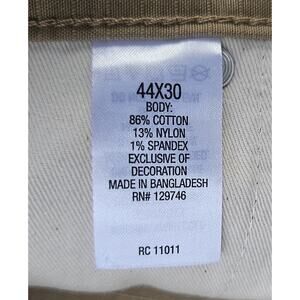 44X30
BODY:
86% COTTON
13% NYLON
1% SPANDEX
EXCLUSIVE OF
DECORATION
MADE IN BANGLADESH
RN# 129746
RC 11011